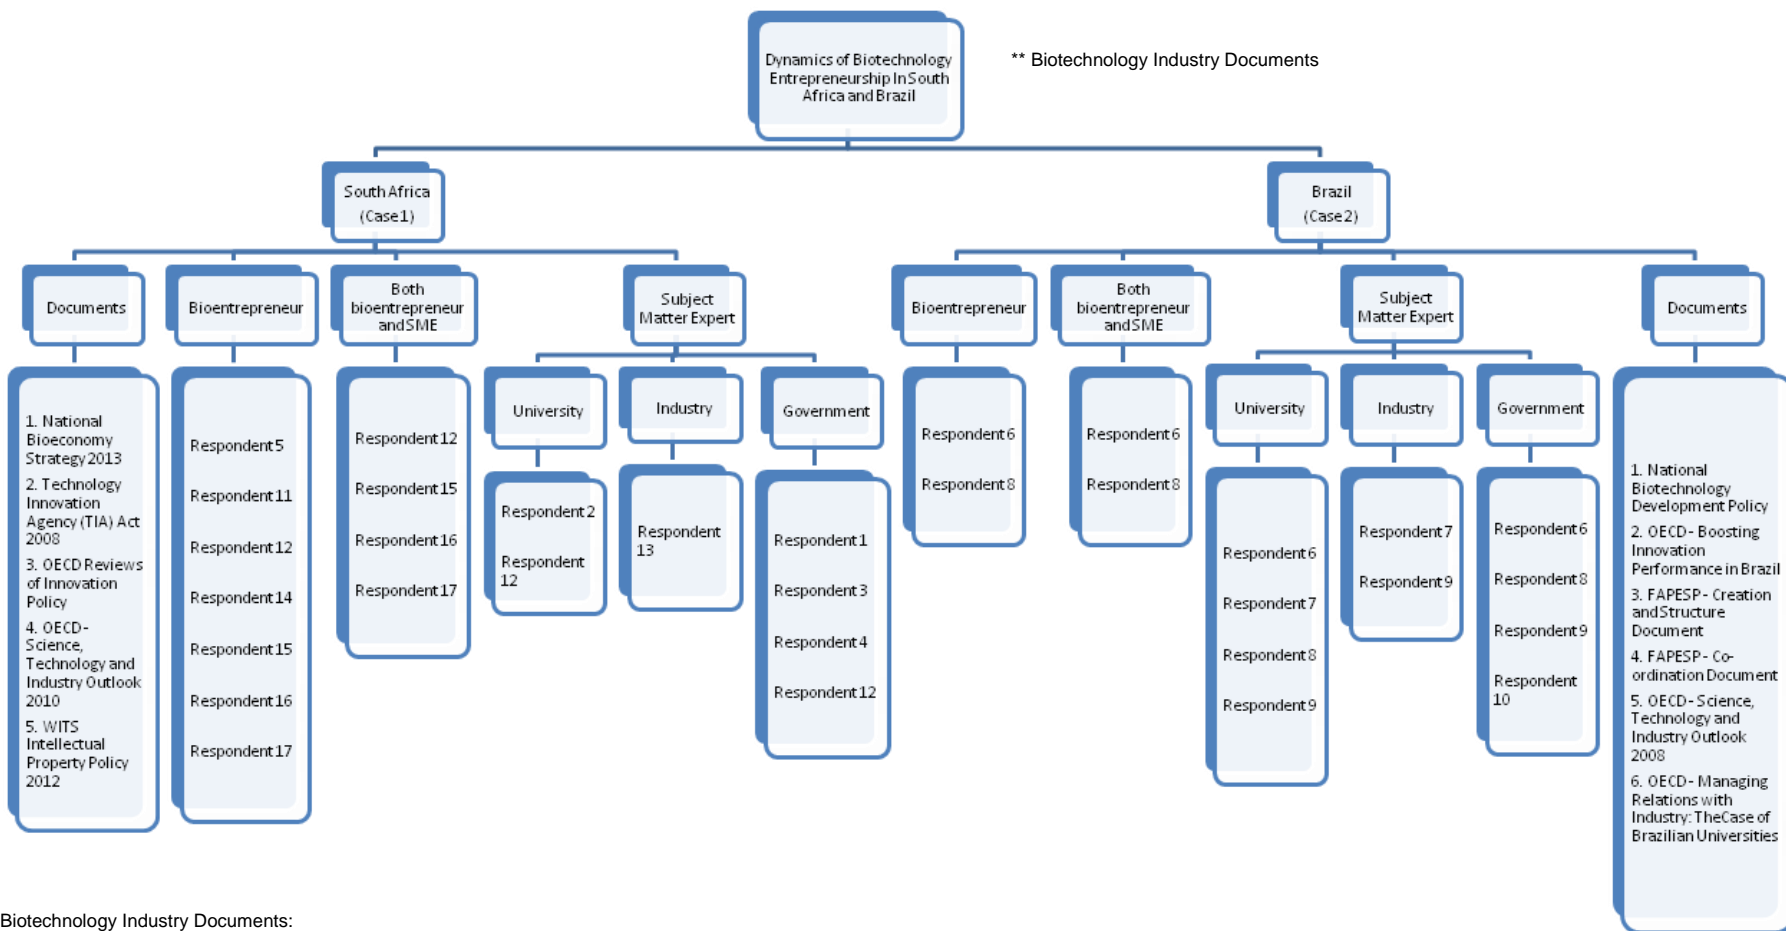 Dynamics of Biotechnology
Entrepreneurship In South
Africa and Brazil
** Biotechnology Industry Documents
South Africa
(Case 1)
Brazil
(Case 2)
Documents
Bioentrepreneur
Both
bioentrepreneur
and SME
Subject
Matter Expert
Bioentrepreneur
Both
bioentrepreneur
and SME
Subject
Matter Expert
Documents
1. National
Bioeconomy
Strategy 2013
2. Technology
Innovation
Agency (TIA) Act
2008
3. OECD Reviews
of Innovation
Policy
4. OECD -
Science,
Technology and
Industry Outlook
2010
5. WITS
Intellectual
Property Policy
2012
Respondent 5
Respondent 11
Respondent 12
Respondent 14
Respondent 15
Respondent 16
Respondent 17
Respondent 12
Respondent 15
Respondent 16
Respondent 17
University
Respondent 2
Respondent
12
Industry
Respondent
13
Government
Respondent 1
Respondent 3
Respondent 4
Respondent 12
Respondent 6
Respondent 8
Respondent 6
Respondent 8
University
Respondent 6
Respondent 7
Respondent 8
Respondent 9
Industry
Respondent 7
Respondent 9
Government
Respondent 6
Respondent 8
Respondent 9
Respondent
10
1. National
Biotechnology
Development Policy
2. OECD - Boosting
Innovation
Performance in Brazil
3. FAPESP - Creation
and Structure
Document
4. FAPESP - Co-
ordination Document
5. OECD - Science,
Technology and
Industry Outlook
2008
6. OECD - Managing
Relations with
Industry: The Case of
Brazilian Universities
Biotechnology Industry Documents: